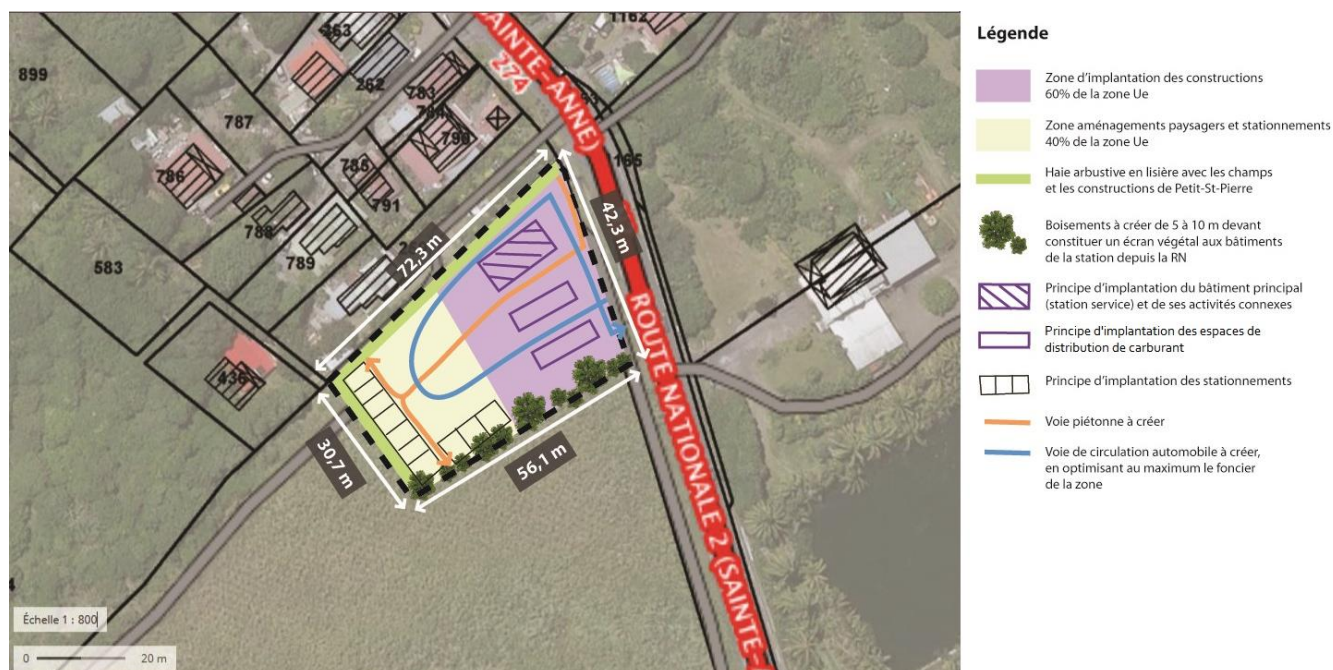 899
263
1162
SAINTE-ANNE)
274
262
787
783
784
790
786
785
791
165
788
789
583
436
72,3 m
42,3 m
30,7 m
56,1 m
ROUTE NATIONALE 2 (SAINTE-
Échelle 1 : 800
0 20 m
Légende
Zone d'implantation des constructions
60% de la zone Ue
Zone aménagements paysagers et stationnements
40% de la zone Ue
Haie arbustive en lisière avec les champs
et les constructions de Petit-St-Pierre
Boisements à créer de 5 à 10 m devant
constituer un écran végétal aux bâtiments
de la station depuis la RN
Principe d'implantation du bâtiment principal
(station service) et de ses activités connexes
Principe d'implantation des espaces de
distribution de carburant
Principe d'implantation des stationnements
Voie piétonne à créer
Voie de circulation automobile à créer,
en optimisant au maximum le foncier
de la zone